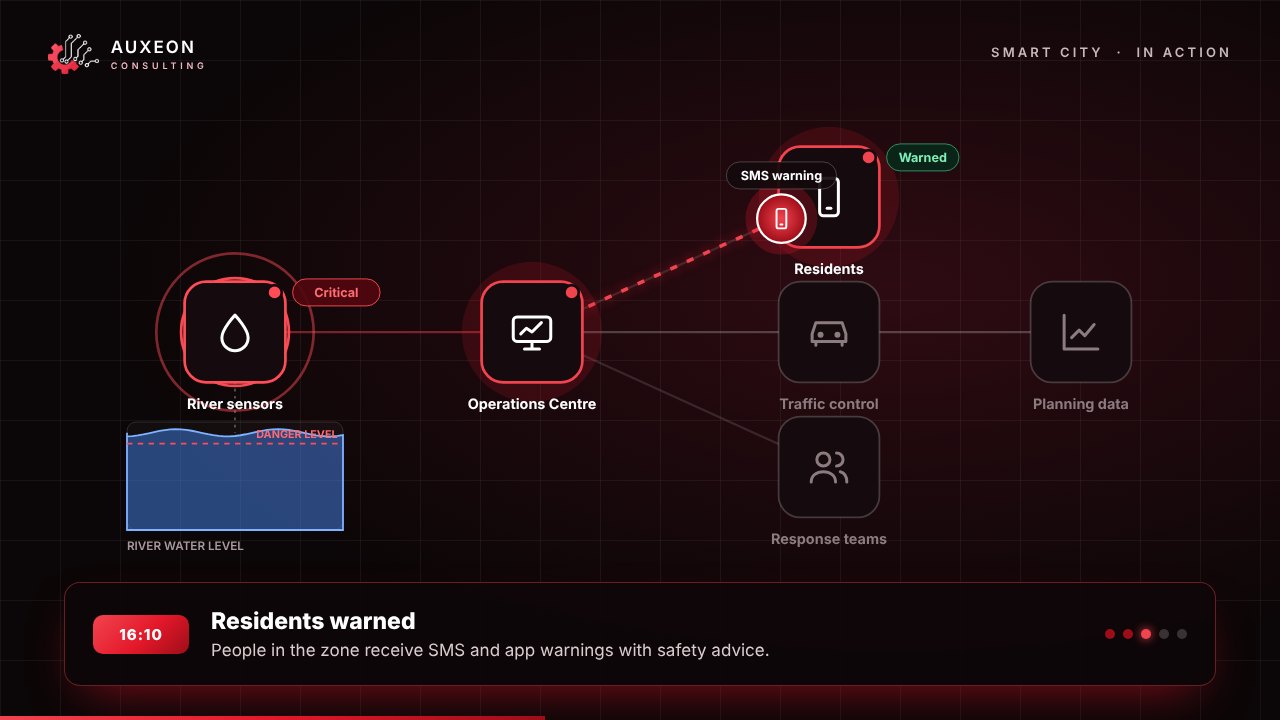 AUXEON
CONSULTING
SMART CITY · IN ACTION
Warned
SMS warning
Residents
Critical
River sensors
Operations Centre
Traffic control
Planning data
DANGER LEVEL
RIVER WATER LEVEL
Response teams
16:10
Residents warned
People in the zone receive SMS and app warnings with safety advice.